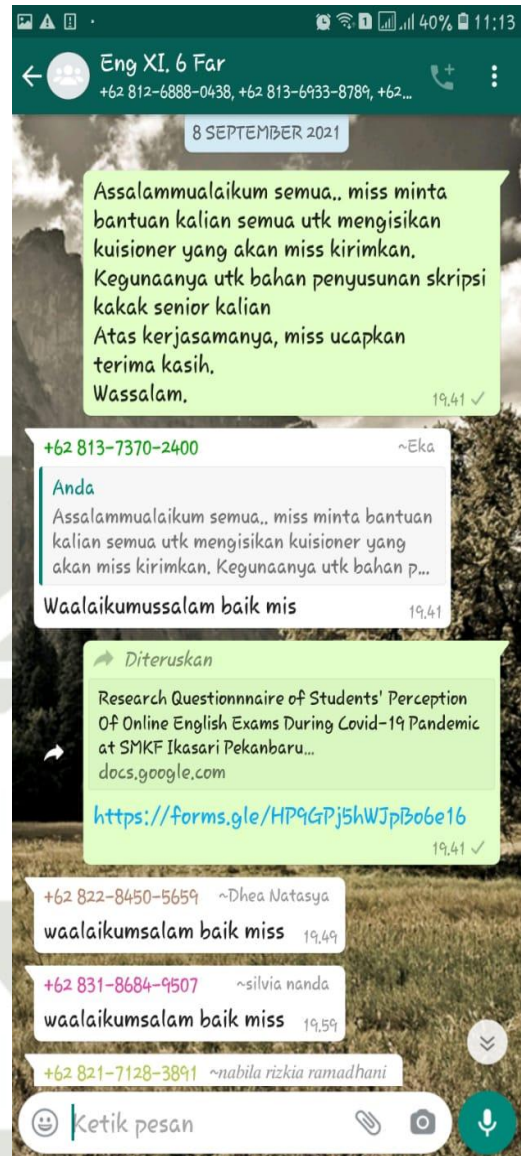 40% 11:13
Eng XI. 6 Far
+62 812-6888-0438, +62 813-6933-8789, +62...
8 SEPTEMBER 2021
Assalammualaikum semua.. miss minta
bantuan kalian semua utk mengisikan
kuisioner yang akan miss kirimkan.
Kegunaanya utk bahan penyusunan skripsi
kakak senior kalian
Atas kerjasamanya, miss ucapkan
terima kasih.
Wassalam.
19.41
+62 813-7370-2400 ~Eka
Anda
Assalammualaikum semua.. miss minta bantuan
kalian semua utk mengisikan kuisioner yang
akan miss kirimkan. Kegunaanya utk bahan p...
Waalaikumussalam baik mis 19.41
Diteruskan
Research Questionnnaire of Students' Perception
Of Online English Exams During Covid-19 Pandemic
at SMKF Ikasari Pekanbaru...
docs.google.com
https://forms.gle/HP9GPj5hWJpBo6e16
19.41
+62 822-8450-5659 ~Dhea Natasya
waalaikumsalam baik miss 19.49
+62 831-8684-9507 ~silvia nanda
waalaikumsalam baik miss 19.59
+62 821-7128-3891 ~nabila rizkia ramadhani
Ketik pesan